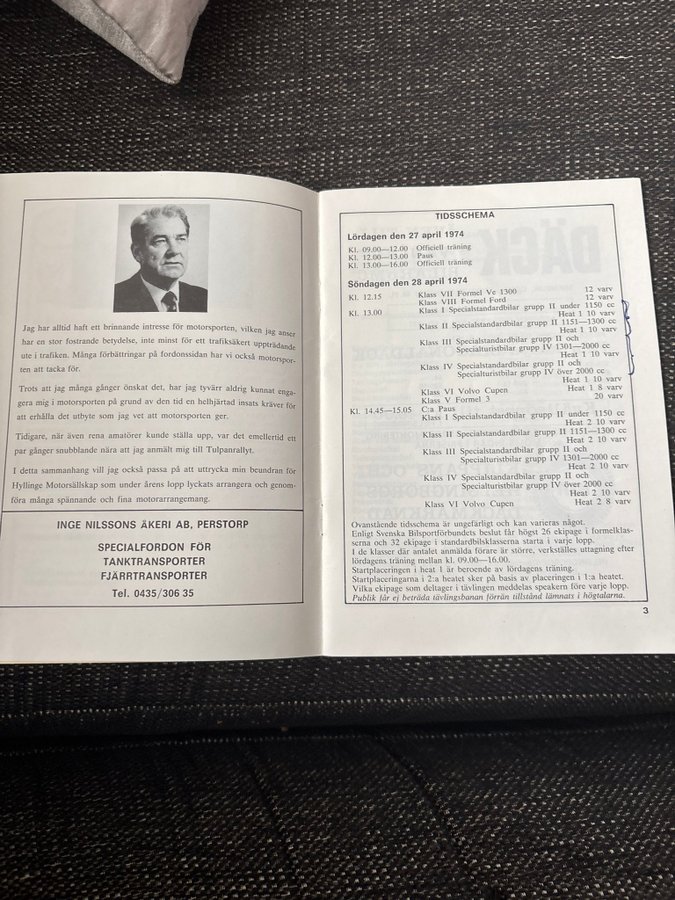 Jag har alltid haft ett brinnande intresse för motorsporten, vilken jag anser
har en stor fostrande betydelse, inte minst för ett trafiksäkert uppträdande
ute i trafiken. Många förbättringar på fordonssidan har vi också motorspor-
ten att tacka för.
Trots att jag många gånger önskat det, har jag tyvärr aldrig kunnat enga-
gera mig i motorsporten på grund av den tid en helhjärtad insats kräver för
att erhålla det utbyte som jag vet att motorsporten ger.
Tidigare, när även rena amatörer kunde ställa upp, var det emellertid ett
par gånger snubblande nära att jag anmält mig till Tulpanrallyt.
I detta sammanhang vill jag också passa på att uttrycka min beundran för
Hyllinge Motorsällskap som under årens lopp lyckats arrangera och genom-
föra många spännande och fina motorarrangemang.
INGE NILSSONS ÅKERI AB, PERSTORP
SPECIALFORDON FÖR
TANKTRANSPORTER
FJÄRRTRANSPORTER
Tel. 0435/306 35
TIDSSCHEMA
Lördagen den 27 april 1974
Kl. 09.00—12.00 Officiell träning
Kl. 12.00—13.00 Paus
Kl. 13.00—16.00 Officiell träning
Söndagen den 28 april 1974
Kl. 12.15 Klass VII Formel Ve 1300 12 varv
Klass VIII Formel Ford 12 varv
Kl. 13.00 Klass I Specialstandardbilar grupp II under 1150 cc
Heat 1 10 varv
Klass II Specialstandardbilar grupp II 1151—1300 cc
Heat 1 10 varv
Klass III Specialstandardbilar grupp II och
Specialturistbilar grupp IV 1301—2000 cc
Heat 1 10 varv
Klass IV Specialstandardbilar grupp II och
Specialturistbilar grupp IV över 2000 cc
Heat 1 10 varv
Klass VI Volvo Cupen Heat 1 8 varv
Klass V Formel 3 20 varv
Kl. 14.45—15.05 C:a Paus
Klass I Specialstandardbilar grupp II under 1150 cc
Heat 2 10 varv
Klass II Specialstandardbilar grupp II 1151—1300 cc
Heat 2 10 varv
Klass III Specialstandardbilar grupp II och
Specialturistbilar grupp IV 1301—2000 cc
Heat 2 10 varv
Klass IV Specialstandardbilar grupp II och
Specialturistbilar grupp IV över 2000 cc
Heat 2 10 varv
Klass VI Volvo Cupen Heat 2 8 varv
Ovanstående tidsschema är ungefärligt och kan varieras något.
Enligt Svenska Bilsportförbundets beslut får högst 26 ekipage i formelklas-
serna och 32 ekipage i standardbilsklasserna starta i varje lopp.
I de klasser där antalet anmälda förare är större, verkställes uttagning efter
lördagens träning mellan kl. 09.00—16.00.
Startplaceringen i heat 1 är beroende av lördagens träning.
Startplaceringarna i 2:a heatet sker på basis av placeringen i 1:a heatet.
Vilka ekipage som deltager i tävlingen meddelas speakern före varje lopp.
Publik får ej beträda tävlingsbanan förrän tillstånd lämnats i högtalarna.
3